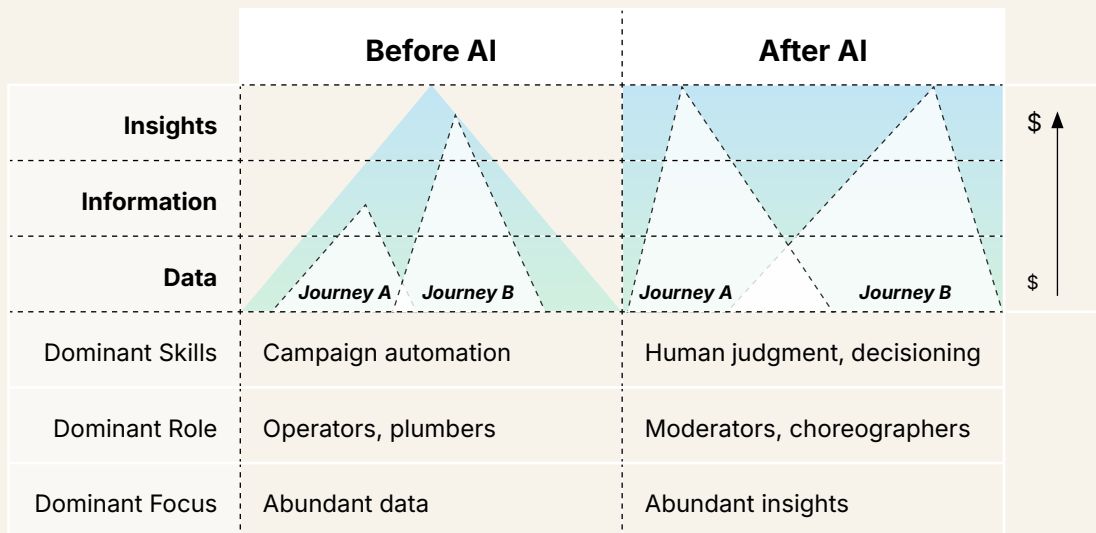 Before AI
After AI
Insights
$
Information
Data
$
Journey A
Journey B
Journey A
Journey B
Dominant Skills
Campaign automation
Human judgment, decisioning
Dominant Role
Operators, plumbers
Moderators, choreographers
Dominant Focus
Abundant data
Abundant insights